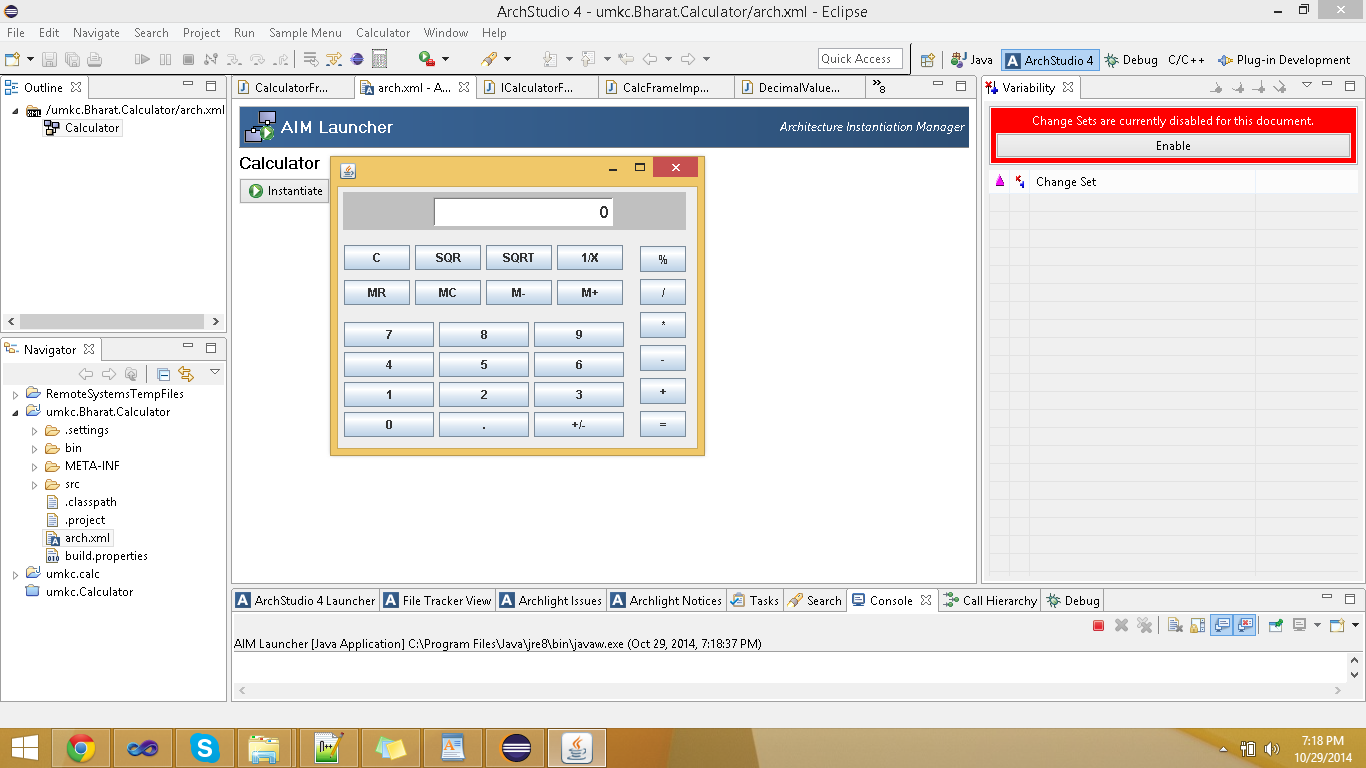 ArchStudio 4 - umkc.Bharat.Calculator/arch.xml - Eclipse
File Edit Navigate Search Project Run Sample Menu Calculator Window Help
Quick Access
Java
ArchStudio 4
Debug
C/C++
Plug-in Development
Outline
/umkc.Bharat.Calculator/arch.xml
Calculator
Navigator
RemoteSystemsTempFiles
umkc.Bharat.Calculator
.settings
bin
META-INF
src
.classpath
.project
arch.xml
build.properties
umkc.calc
umkc.Calculator
CalculatorFr...
arch.xml - A...
ICalculatorF...
CalcFrameImp...
DecimalValue...
»8
AIM Launcher
Architecture Instantiation Manager
Calculator
Instantiate
0
C SQR SQRT 1/X %
MR MC M- M+ /
7 8 9 *
4 5 6 -
1 2 3 +
0 . +/- =
Variability
Change Sets are currently disabled for this document.
Enable
Change Set
ArchStudio 4 Launcher
File Tracker View
Archlight Issues
Archlight Notices
Tasks
Search
Console
Call Hierarchy
Debug
AIM Launcher [Java Application] C:\Program Files\Java\jre8\bin\javaw.exe (Oct 29, 2014, 7:18:37 PM)
7:18 PM
10/29/2014